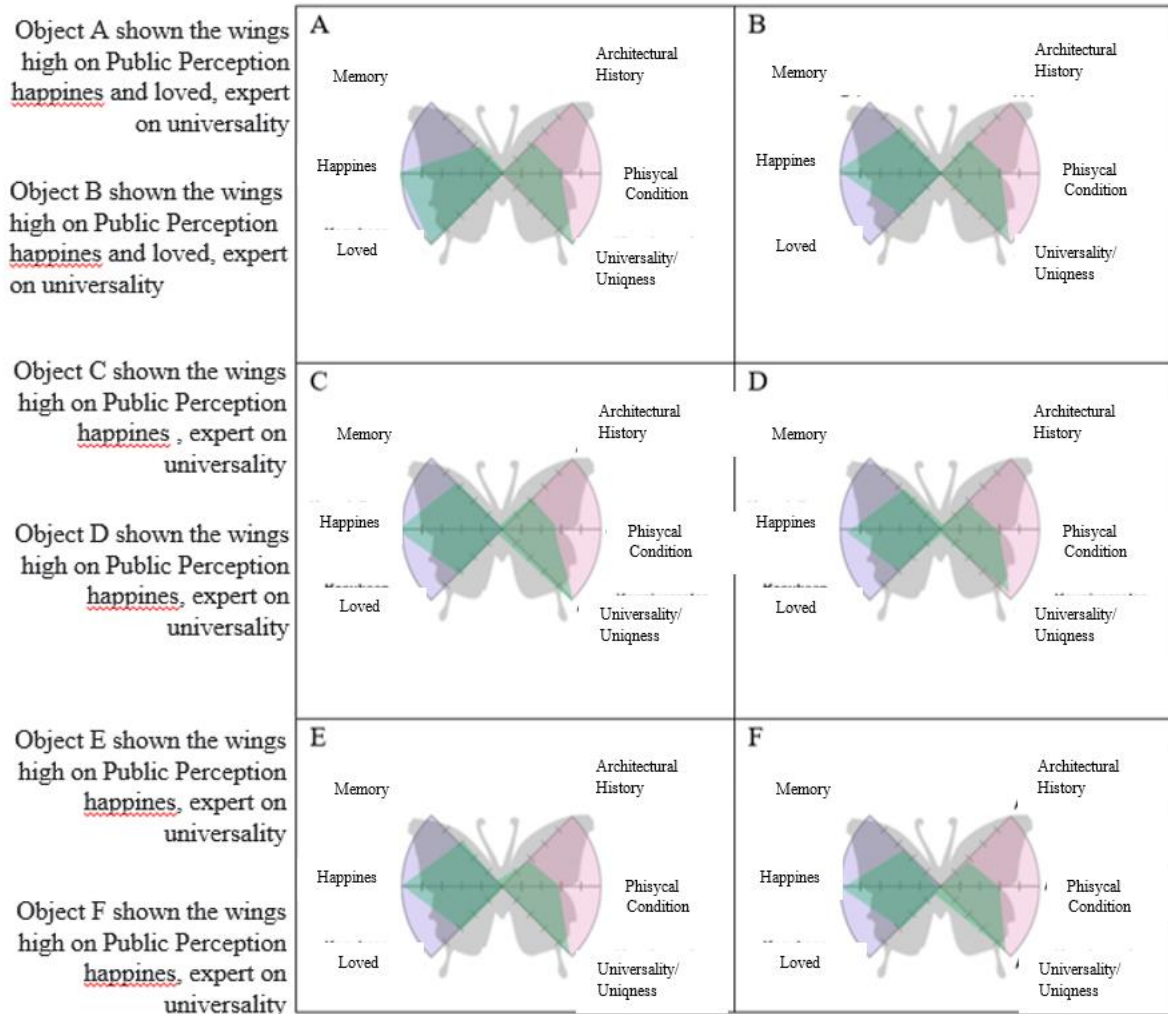 Object A shown the wings
high on Public Perception
happines and loved, expert
on universality
Object B shown the wings
high on Public Perception
happines and loved, expert
on universality
Object C shown the wings
high on Public Perception
happines , expert on
universality
Object D shown the wings
high on Public Perception
happines, expert on
universality
Object E shown the wings
high on Public Perception
happines, expert on
universality
Object F shown the wings
high on Public Perception
happines, expert on
universality
A
Memory
Architectural
History
Happines
Phisycal
Condition
Loved
Universality/
Uniqness
B
Memory
Architectural
History
Happines
Phisycal
Condition
Loved
Universality/
Uniqness
C
Memory
Architectural
History
Happines
Phisycal
Condition
Loved
Universality/
Uniqness
D
Memory
Architectural
History
Happines
Phisycal
Condition
Loved
Universality/
Uniqness
E
Memory
Architectural
History
Happines
Phisycal
Condition
Loved
Universality/
Uniqness
F
Memory
Architectural
History
Happines
Phisycal
Condition
Loved
Universality/
Uniqness